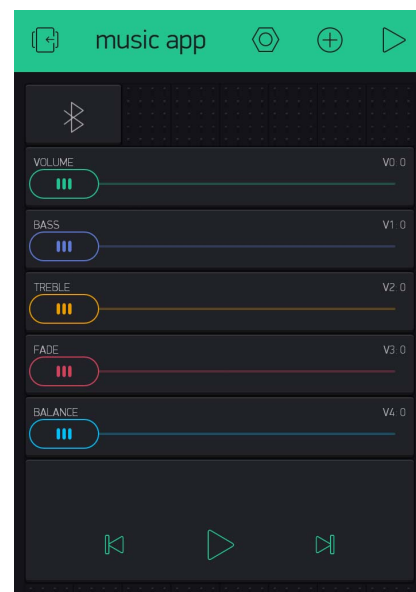 music app
VOLUME V0: 0
BASS V1: 0
TREBLE V2: 0
FADE V3: 0
BALANCE V4: 0